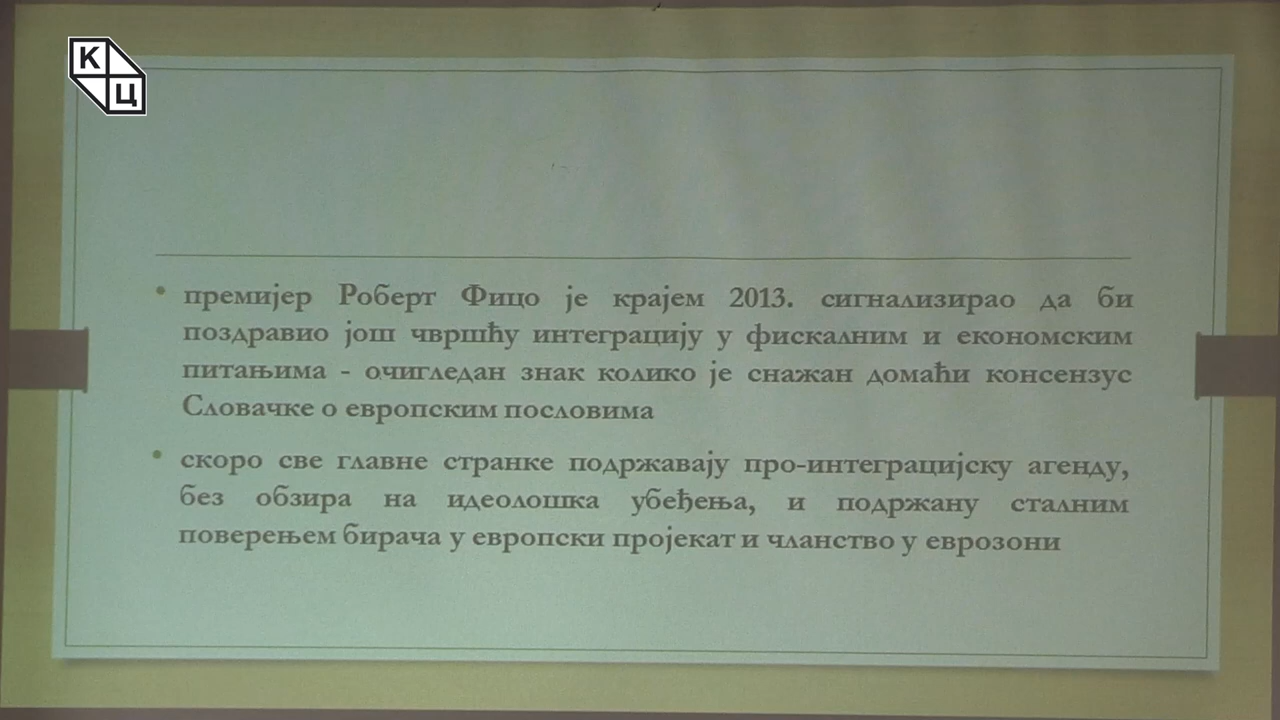 К
Ц
• премијер Роберт Фицо је крајем 2013. сигнализирао да би
поздравио још чвршћу интеграцију у фискалним и економским
питањима - очигледан знак колико је снажан домаћи консензус
Словачке о европским пословима
• скоро све главне странке подржавају про-интеграцијску агенду,
без обзира на идеолошка убеђења, и подржану сталним
поверењем бирача у европски пројекат и чланство у еврозони